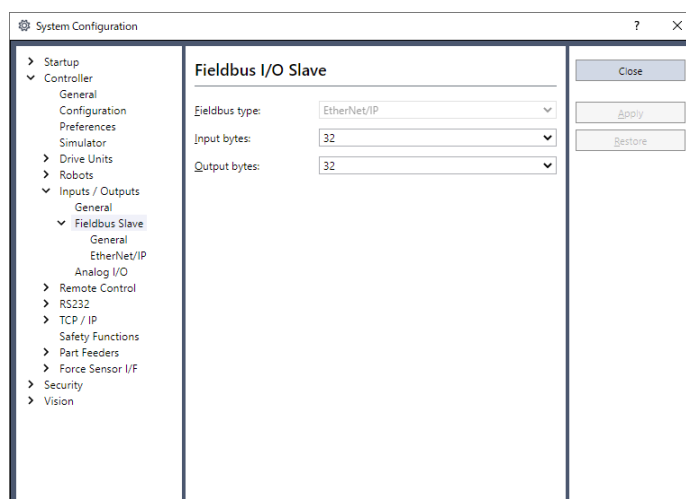 System Configuration
?
Startup
Controller
General
Configuration
Preferences
Simulator
Drive Units
Robots
Inputs / Outputs
General
Fieldbus Slave
General
EtherNet/IP
Analog I/O
Remote Control
RS232
TCP / IP
Safety Functions
Part Feeders
Force Sensor I/F
Security
Vision
Fieldbus I/O Slave
Fieldbus type: EtherNet/IP
Input bytes: 32
Output bytes: 32
Close
Apply
Restore